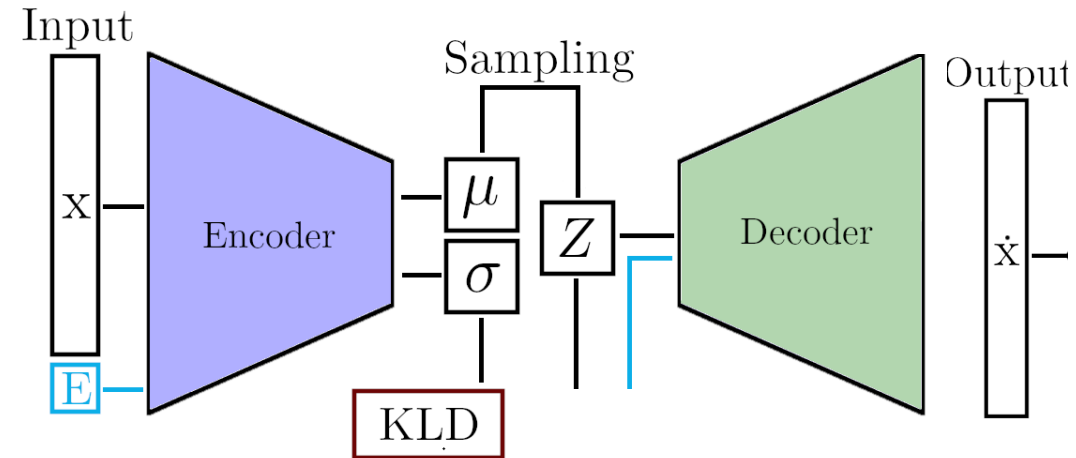 Input
Sampling
Output
x
μ
Encoder
Z
Decoder
ẋ
σ
E
KLD